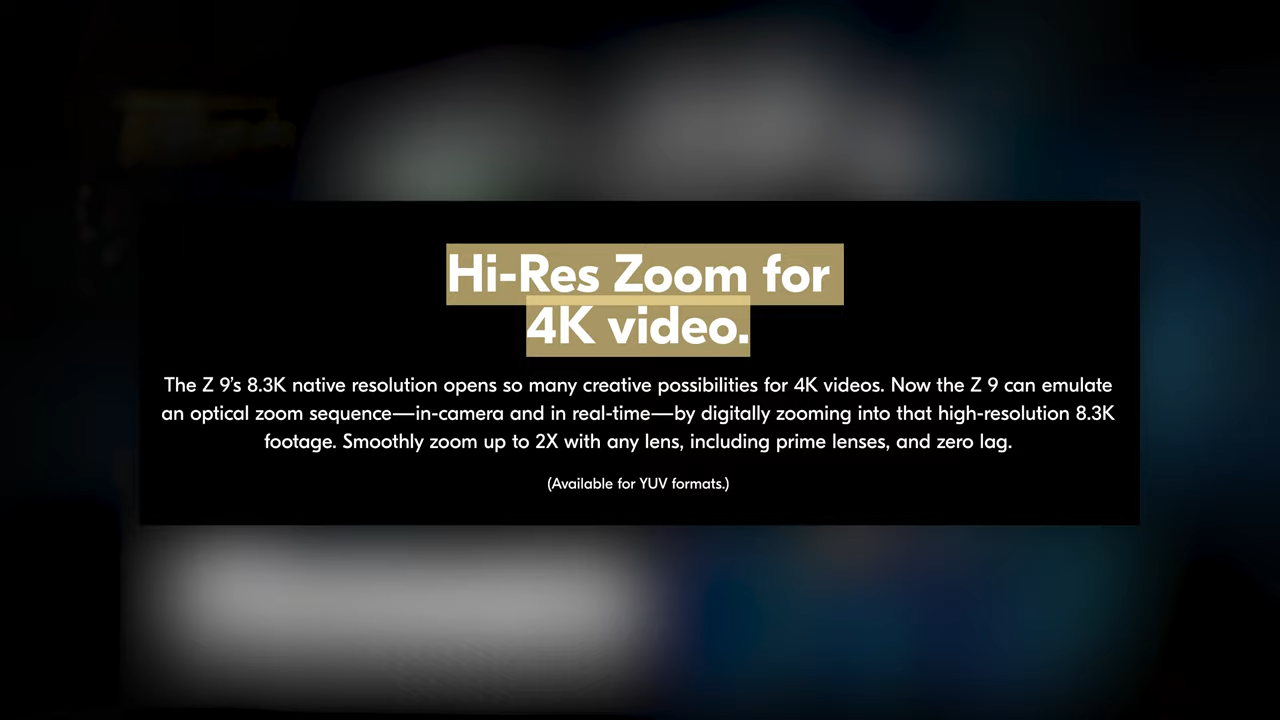 Hi-Res Zoom for
4K video.
The Z 9’s 8.3K native resolution opens so many creative possibilities for 4K videos. Now the Z 9 can emulate
an optical zoom sequence—in-camera and in real-time—by digitally zooming into that high-resolution 8.3K
footage. Smoothly zoom up to 2X with any lens, including prime lenses, and zero lag.
(Available for YUV formats.)